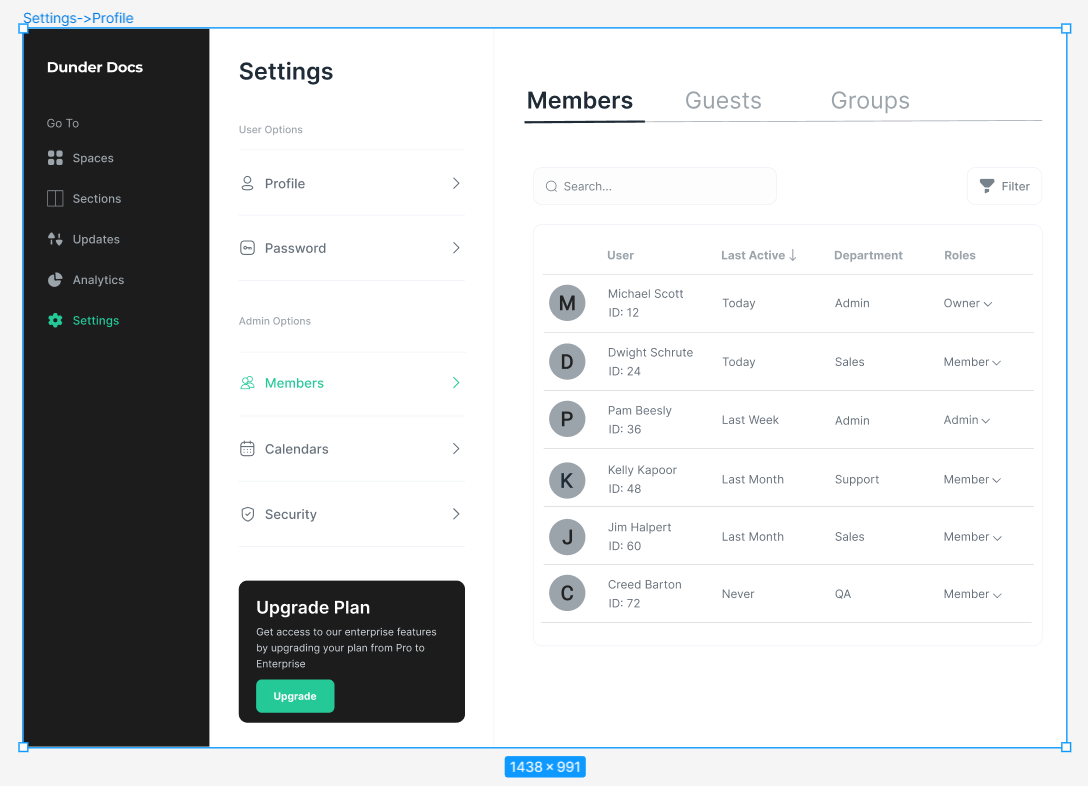 Settings->Profile
Dunder Docs
Go To
Spaces
Sections
Updates
Analytics
Settings
Settings
User Options
Profile
Password
Admin Options
Members
Calendars
Security
Upgrade Plan
Get access to our enterprise features
by upgrading your plan from Pro to
Enterprise
Upgrade
Members Guests Groups
Search... Filter
User Last Active ↓ Department Roles
M Michael Scott Today Admin Owner
ID: 12
D Dwight Schrute Today Sales Member
ID: 24
P Pam Beesly Last Week Admin Admin
ID: 36
K Kelly Kapoor Last Month Support Member
ID: 48
J Jim Halpert Last Month Sales Member
ID: 60
C Creed Barton Never QA Member
ID: 72
1438 × 991